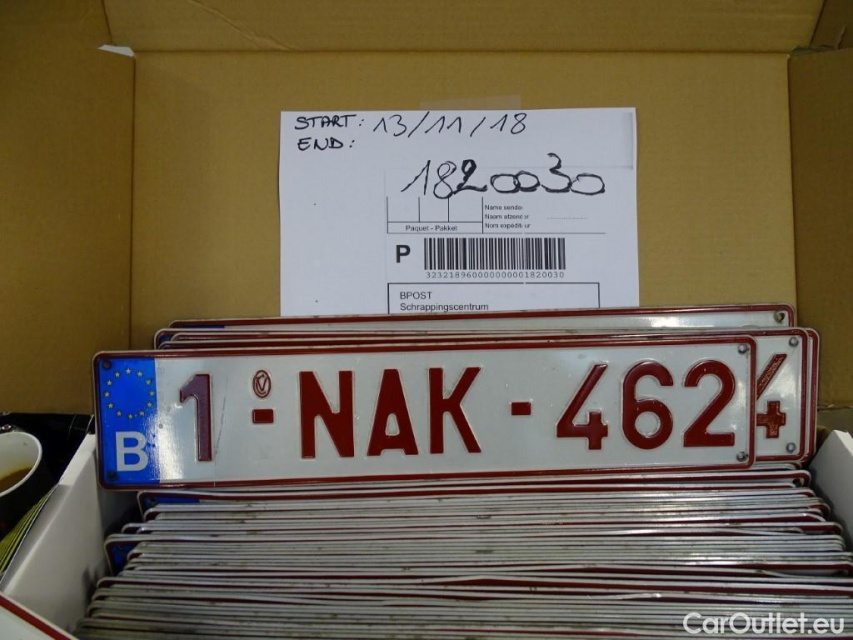 START: 13/11/18
END:
1820030
Name sender
Naam afzender
Nom expéditeur
Paquet - Pakket
P
323218960000000001820030
BPOST
Schrappingscentrum
B 1-NAK-462
4
CarOutlet.eu